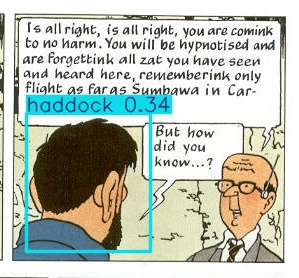 Is all right, is all right, you are comink
to no harm. You will be hypnotised and
are forgettink all zat you have seen
and heard here, rememberink only
flight as far as Sumbawa in Car-
haddock 0.34
But how
did you
know...?